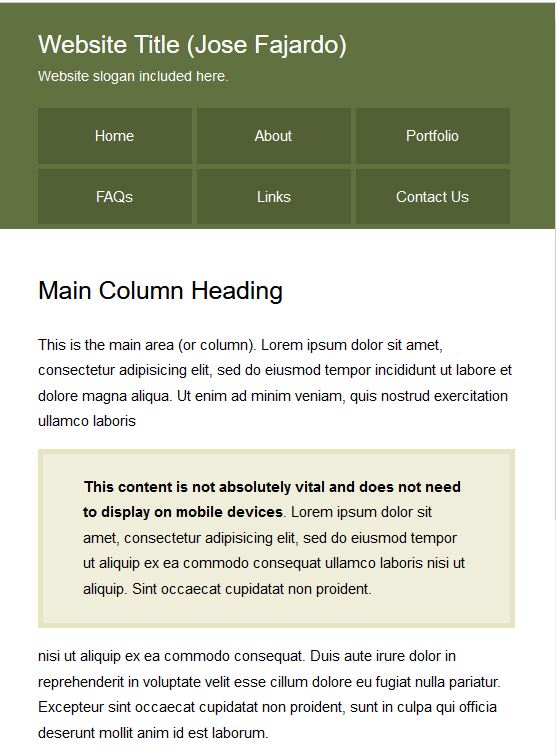 Website Title (Jose Fajardo)
Website slogan included here.
Home About Portfolio
FAQs Links Contact Us
Main Column Heading
This is the main area (or column). Lorem ipsum dolor sit amet,
consectetur adipisicing elit, sed do eiusmod tempor incididunt ut labore et
dolore magna aliqua. Ut enim ad minim veniam, quis nostrud exercitation
ullamco laboris
This content is not absolutely vital and does not need
to display on mobile devices. Lorem ipsum dolor sit
amet, consectetur adipisicing elit, sed do eiusmod tempor
ut aliquip ex ea commodo consequat ullamco laboris nisi ut
aliquip. Sint occaecat cupidatat non proident.
nisi ut aliquip ex ea commodo consequat. Duis aute irure dolor in
reprehenderit in voluptate velit esse cillum dolore eu fugiat nulla pariatur.
Excepteur sint occaecat cupidatat non proident, sunt in culpa qui officia
deserunt mollit anim id est laborum.